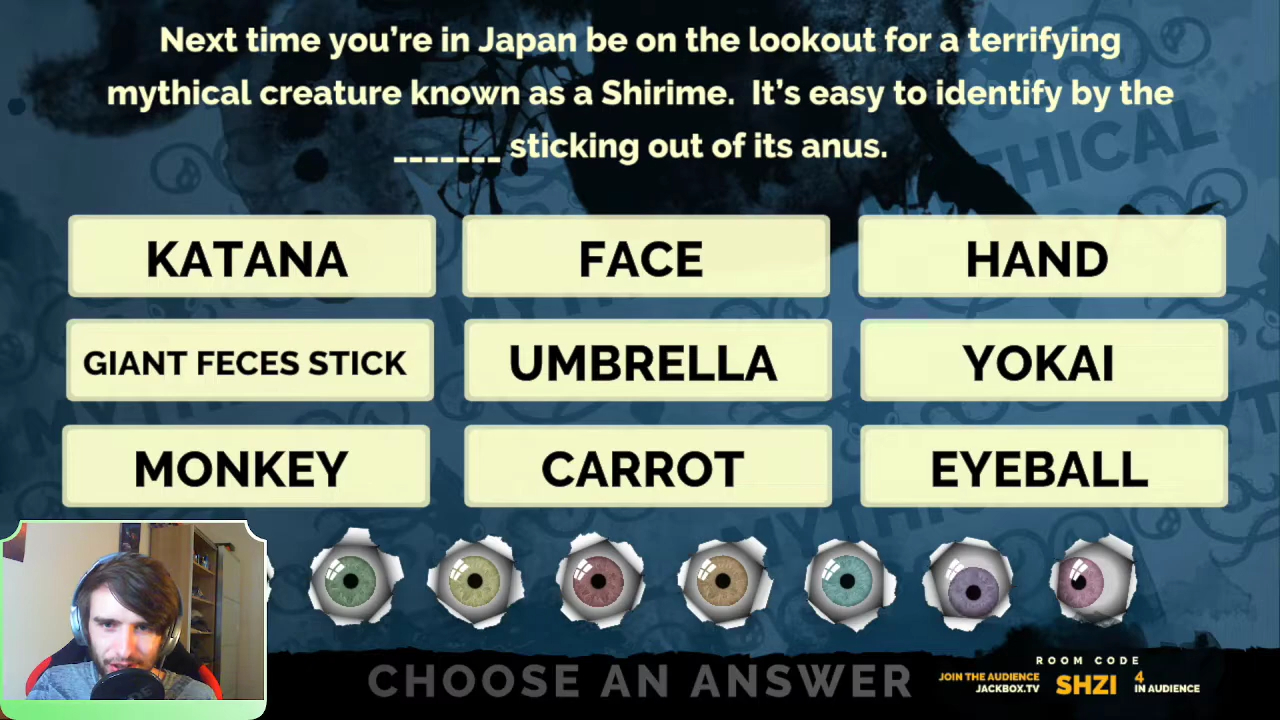 Next time you're in Japan be on the lookout for a terrifying
mythical creature known as a Shirime. It's easy to identify by the
_______ sticking out of its anus.
KATANA
FACE
HAND
GIANT FECES STICK
UMBRELLA
YOKAI
MONKEY
CARROT
EYEBALL
CHOOSE AN ANSWER
ROOM CODE
JOIN THE AUDIENCE
JACKBOX.TV
SHZI
4
IN AUDIENCE